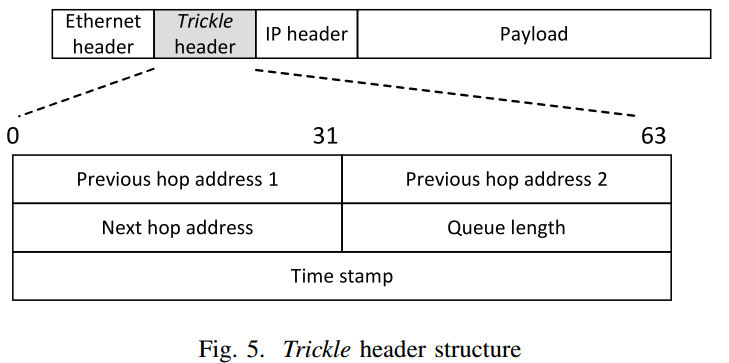 Ethernet header
Trickle header
IP header
Payload
0 31 63
Previous hop address 1
Previous hop address 2
Next hop address
Queue length
Time stamp
Fig. 5. Trickle header structure